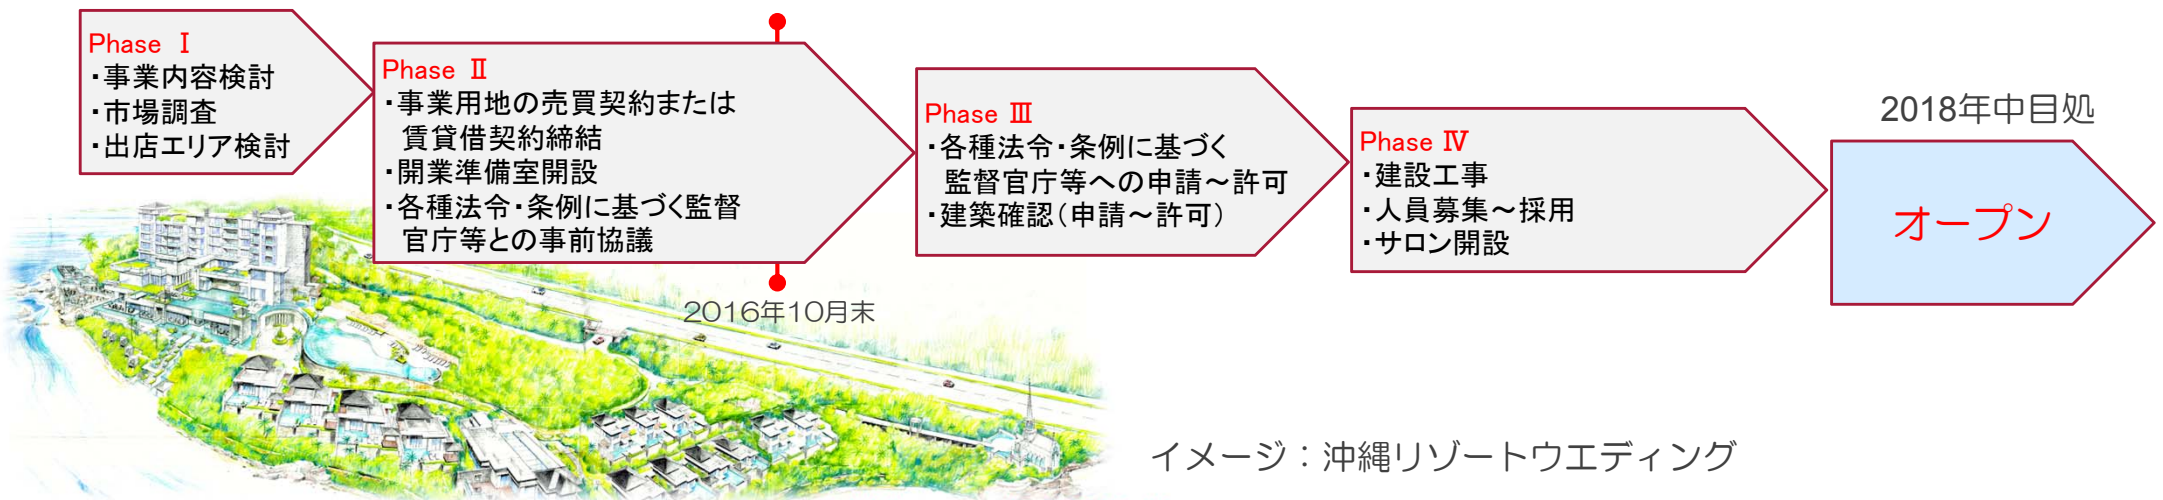 Phase Ⅰ
・事業内容検討
・市場調査
・出店エリア検討
Phase Ⅱ
・事業用地の売買契約または
賃貸借契約締結
・開業準備室開設
・各種法令・条例に基づく監督
官庁等との事前協議
2016年10月末
Phase Ⅲ
・各種法令・条例に基づく
監督官庁等への申請～許可
・建築確認（申請～許可）
Phase Ⅳ
・建設工事
・人員募集～採用
・サロン開設
2018年中目処
オープン
イメージ：沖縄リゾートウエディング